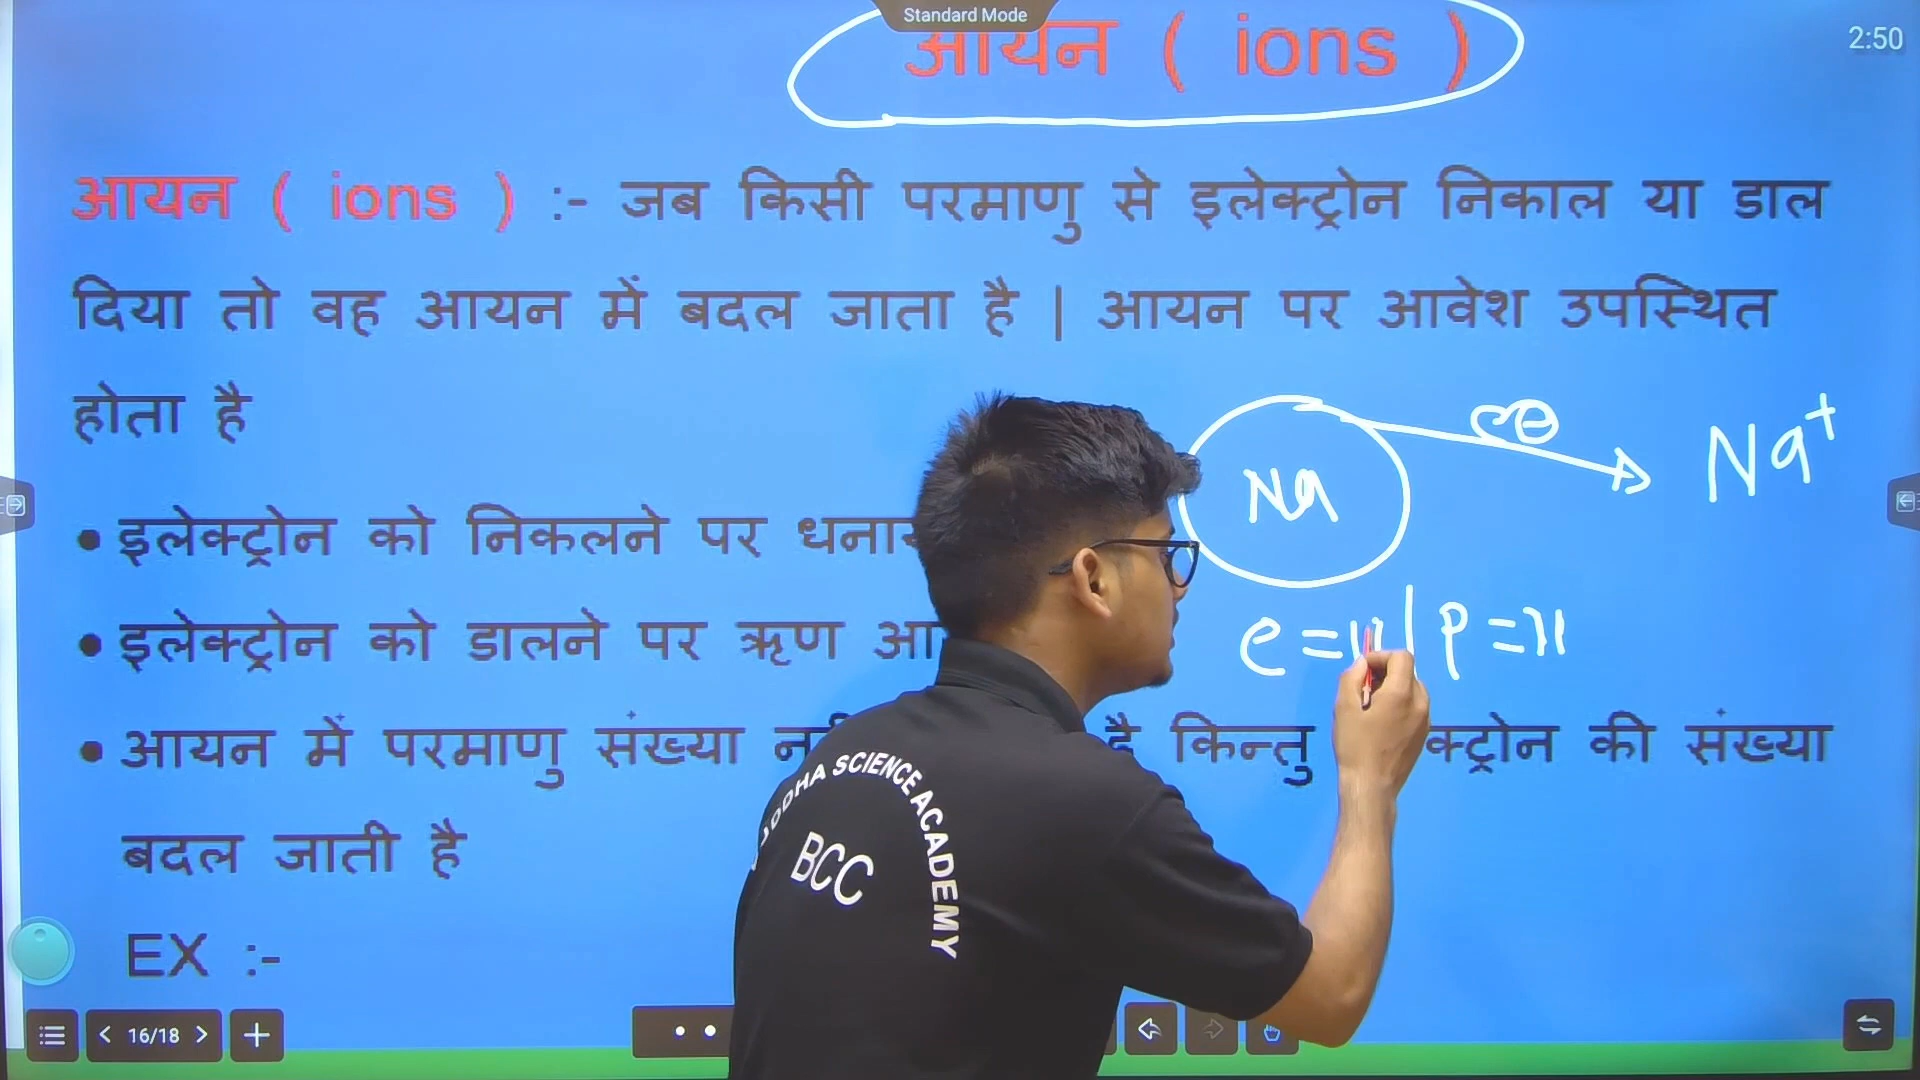 Standard Mode
2:50
आयन ( ions )
आयन ( ions ) :- जब किसी परमाणु से इलेक्ट्रोन निकाल या डाल
दिया तो वह आयन में बदल जाता है | आयन पर आवेश उपस्थित
होता है
Na
e⊖
Na+
• इलेक्ट्रोन को निकलने पर
e = 11 | p = 11
• इलेक्ट्रोन को डालने पर ऋण
• आयन में परमाणु संख्या है किन्तु की संख्या
बदल जाती है
SCIENCE ACADEMY
BCC
EX :-
16/18